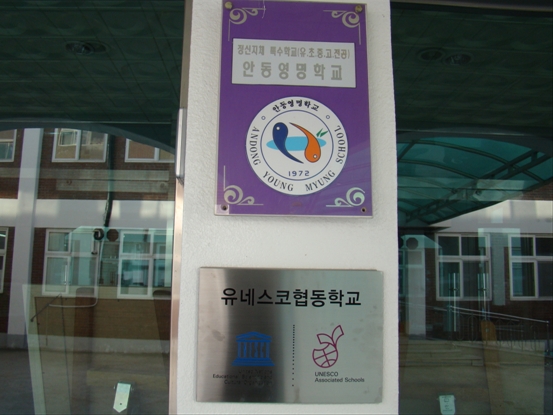 정신지체 특수학교(유·초·중·고·전공)
안동영명학교
안동영명학교
ANDONG YOUNG MYUNG SCHOOL
1972
유네스코협동학교
UNESCO
Associated Schools